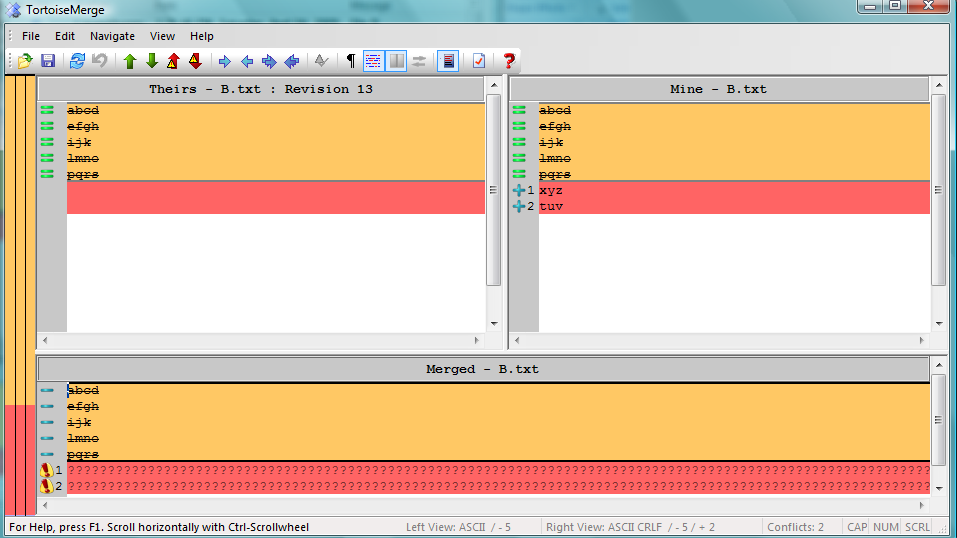 TortoiseMerge
File Edit Navigate View Help
Theirs - B.txt : Revision 13
abcd
efgh
ijk
lmno
pqrs
Mine - B.txt
abcd
efgh
ijk
lmno
pqrs
1 xyz
2 tuv
Merged - B.txt
abcd
efgh
ijk
lmno
pqrs
1 ????????????????????????????????????????????????????????????????????????????????????????????????????????????
2 ????????????????????????????????????????????????????????????????????????????????????????????????????????????
For Help, press F1. Scroll horizontally with Ctrl-Scrollwheel Left View: ASCII / - 5 Right View: ASCII CRLF / - 5 / + 2 Conflicts: 2 CAP NUM SCRL